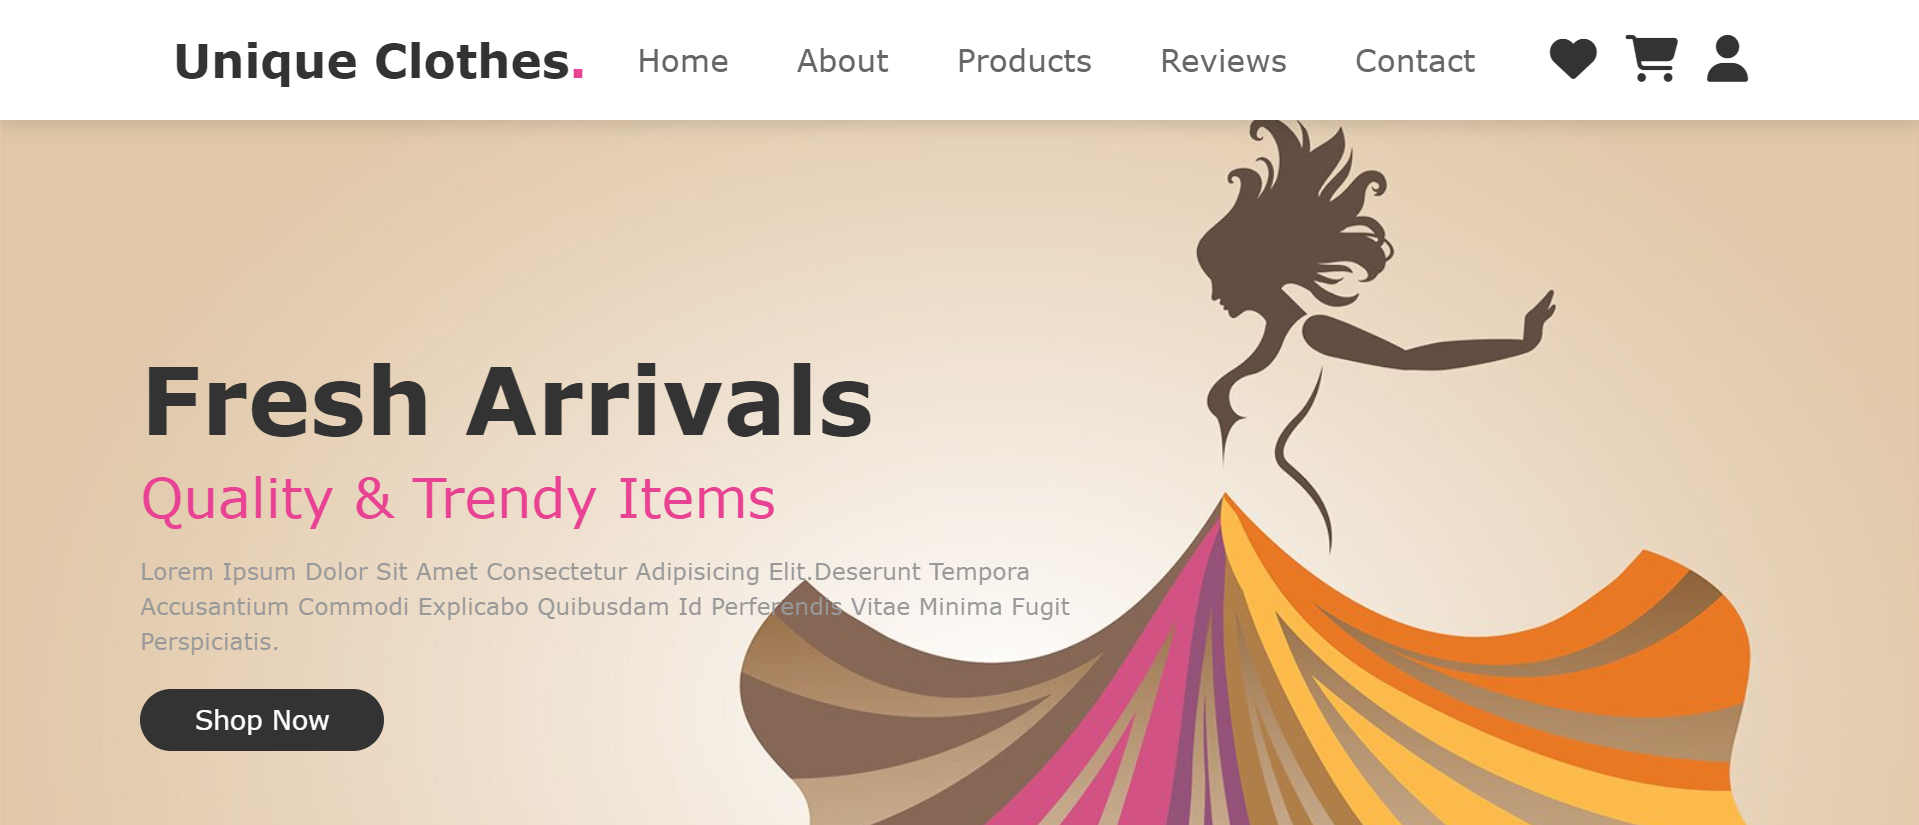 Unique Clothes.
Home
About
Products
Reviews
Contact
Fresh Arrivals
Quality & Trendy Items
Lorem Ipsum Dolor Sit Amet Consectetur Adipisicing Elit.Deserunt Tempora
Accusantium Commodi Explicabo Quibusdam Id Perferendis Vitae Minima Fugit
Perspiciatis.
Shop Now